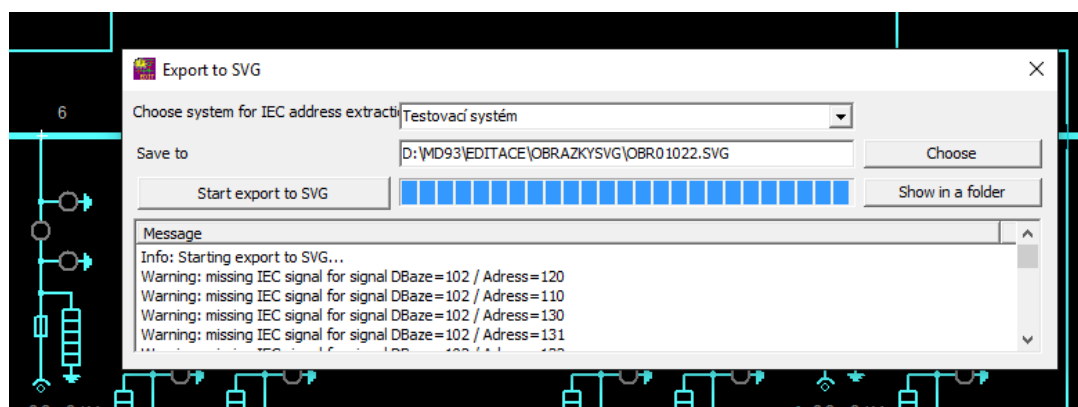 Export to SVG
6
Choose system for IEC address extracti
Testovací systém
Save to
D:\MD93\EDITACE\OBRAZKYSVG\OBR01022.SVG
Choose
Start export to SVG
Show in a folder
Message
Info: Starting export to SVG...
Warning: missing IEC signal for signal DBaze=102 / Adress=120
Warning: missing IEC signal for signal DBaze=102 / Adress=110
Warning: missing IEC signal for signal DBaze=102 / Adress=130
Warning: missing IEC signal for signal DBaze=102 / Adress=131